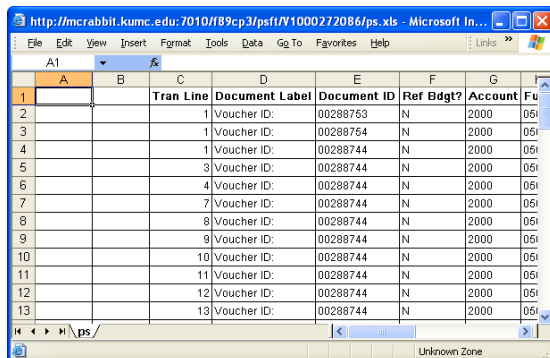 http://mcrabbit.kumc.edu:7010/f89cp3/psft/V1000272086/ps.xls - Microsoft In...
File Edit View Insert Format Tools Data Go To Favorites Help Links »
A1 fx
A B C D E F G H
1 Tran Line Document Label Document ID Ref Bdgt? Account Fu
2 1 Voucher ID: 00288753 N 2000 050
3 1 Voucher ID: 00288754 N 2000 050
4 1 Voucher ID: 00288744 N 2000 050
5 3 Voucher ID: 00288744 N 2000 050
6 4 Voucher ID: 00288744 N 2000 050
7 7 Voucher ID: 00288744 N 2000 050
8 8 Voucher ID: 00288744 N 2000 050
9 9 Voucher ID: 00288744 N 2000 050
10 10 Voucher ID: 00288744 N 2000 050
11 11 Voucher ID: 00288744 N 2000 050
12 12 Voucher ID: 00288744 N 2000 050
13 13 Voucher ID: 00288744 N 2000 050
ps
Unknown Zone